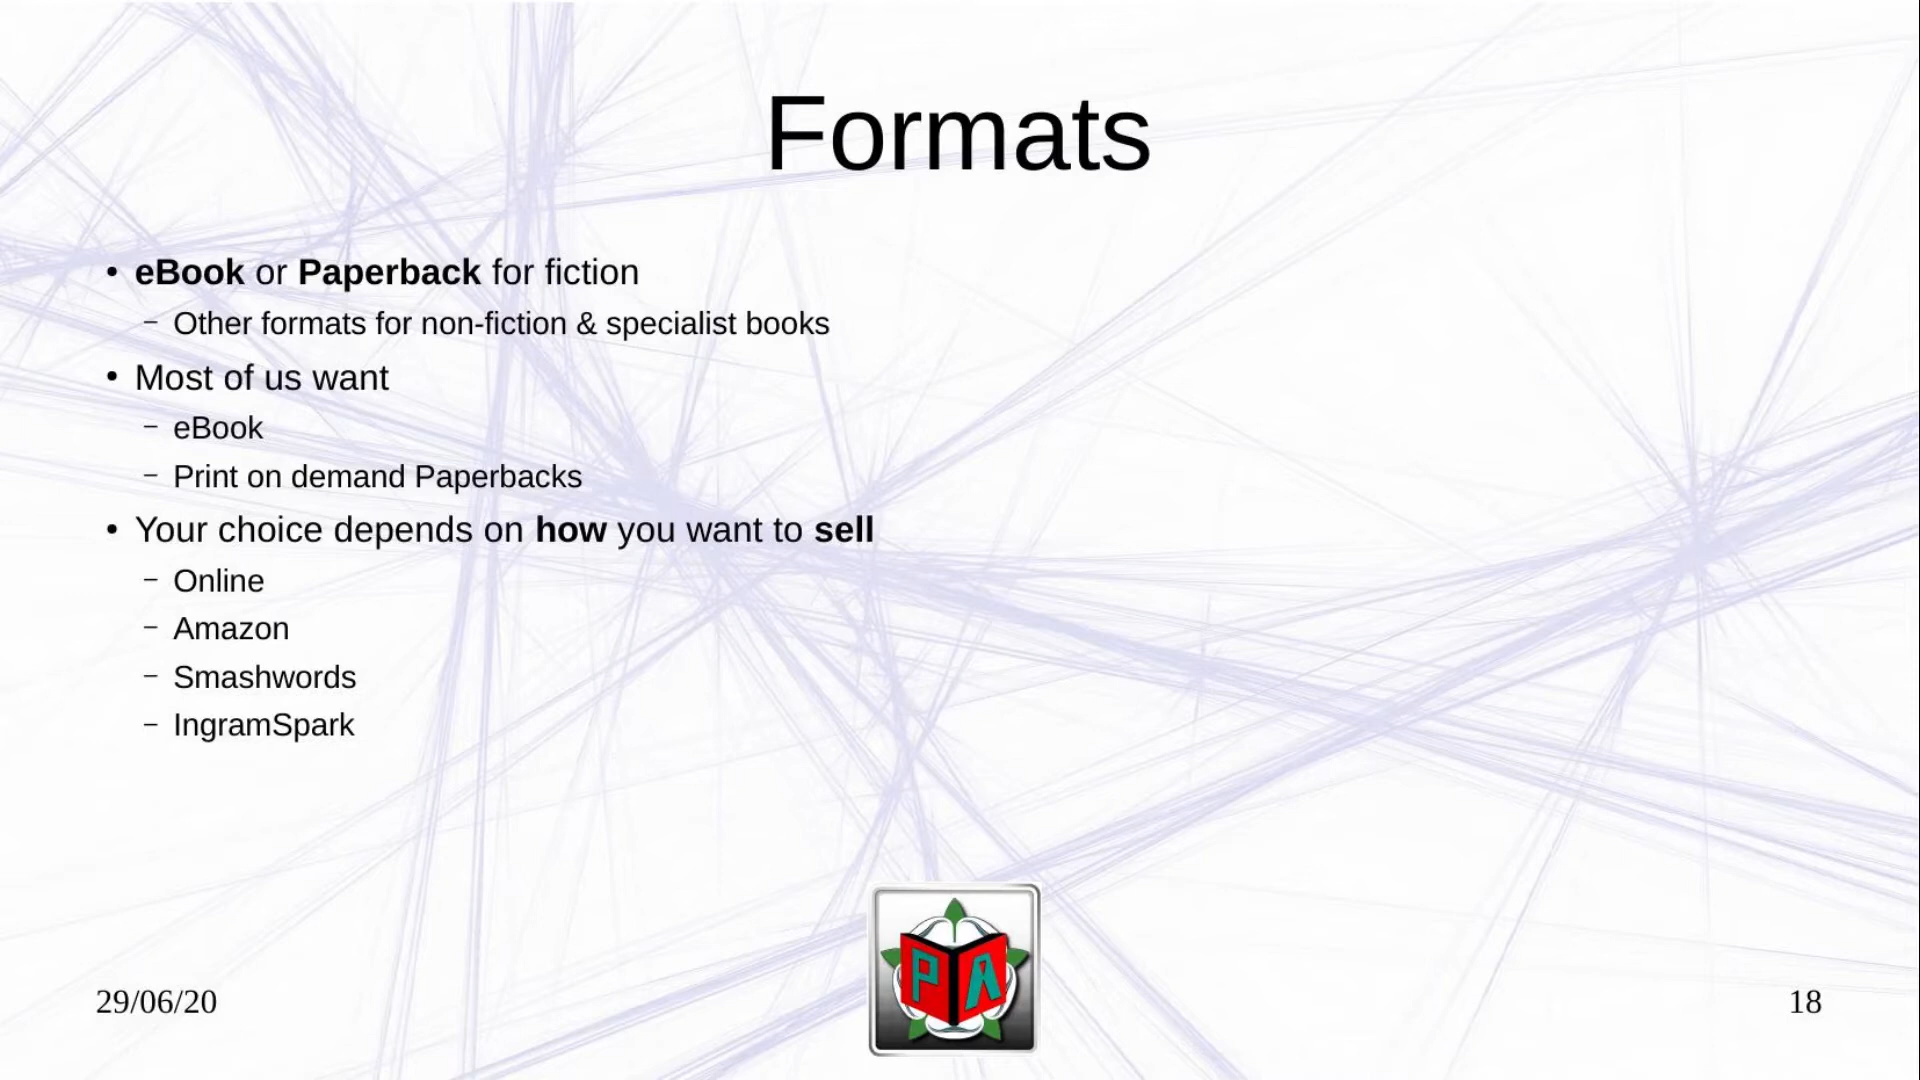 Formats
• eBook or Paperback for fiction
– Other formats for non-fiction & specialist books
• Most of us want
– eBook
– Print on demand Paperbacks
• Your choice depends on how you want to sell
– Online
– Amazon
– Smashwords
– IngramSpark
PA
29/06/20
18